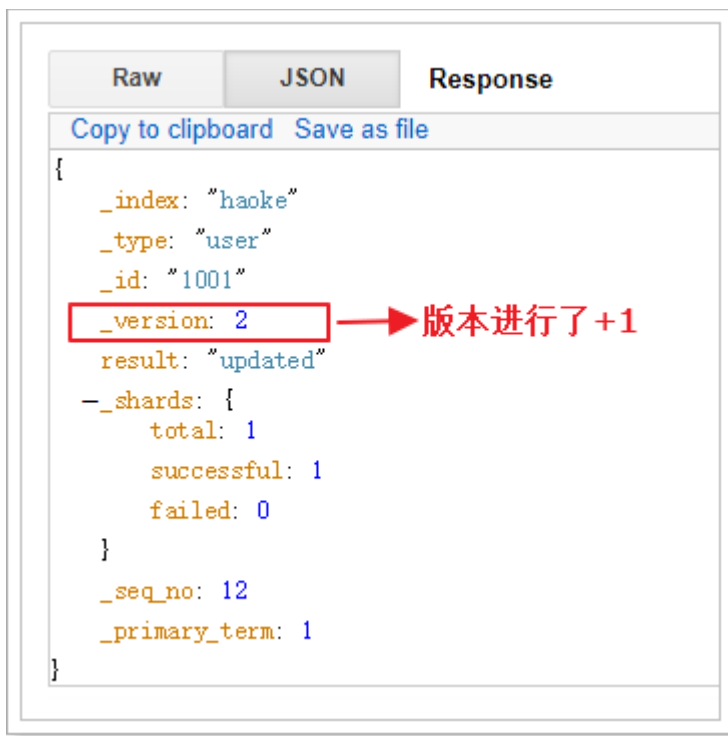 Raw JSON Response
Copy to clipboard Save as file
{
_index: "haoke"
_type: "user"
_id: "1001"
_version: 2 版本进行了+1
result: "updated"
–_shards: {
total: 1
successful: 1
failed: 0
}
_seq_no: 12
_primary_term: 1
}